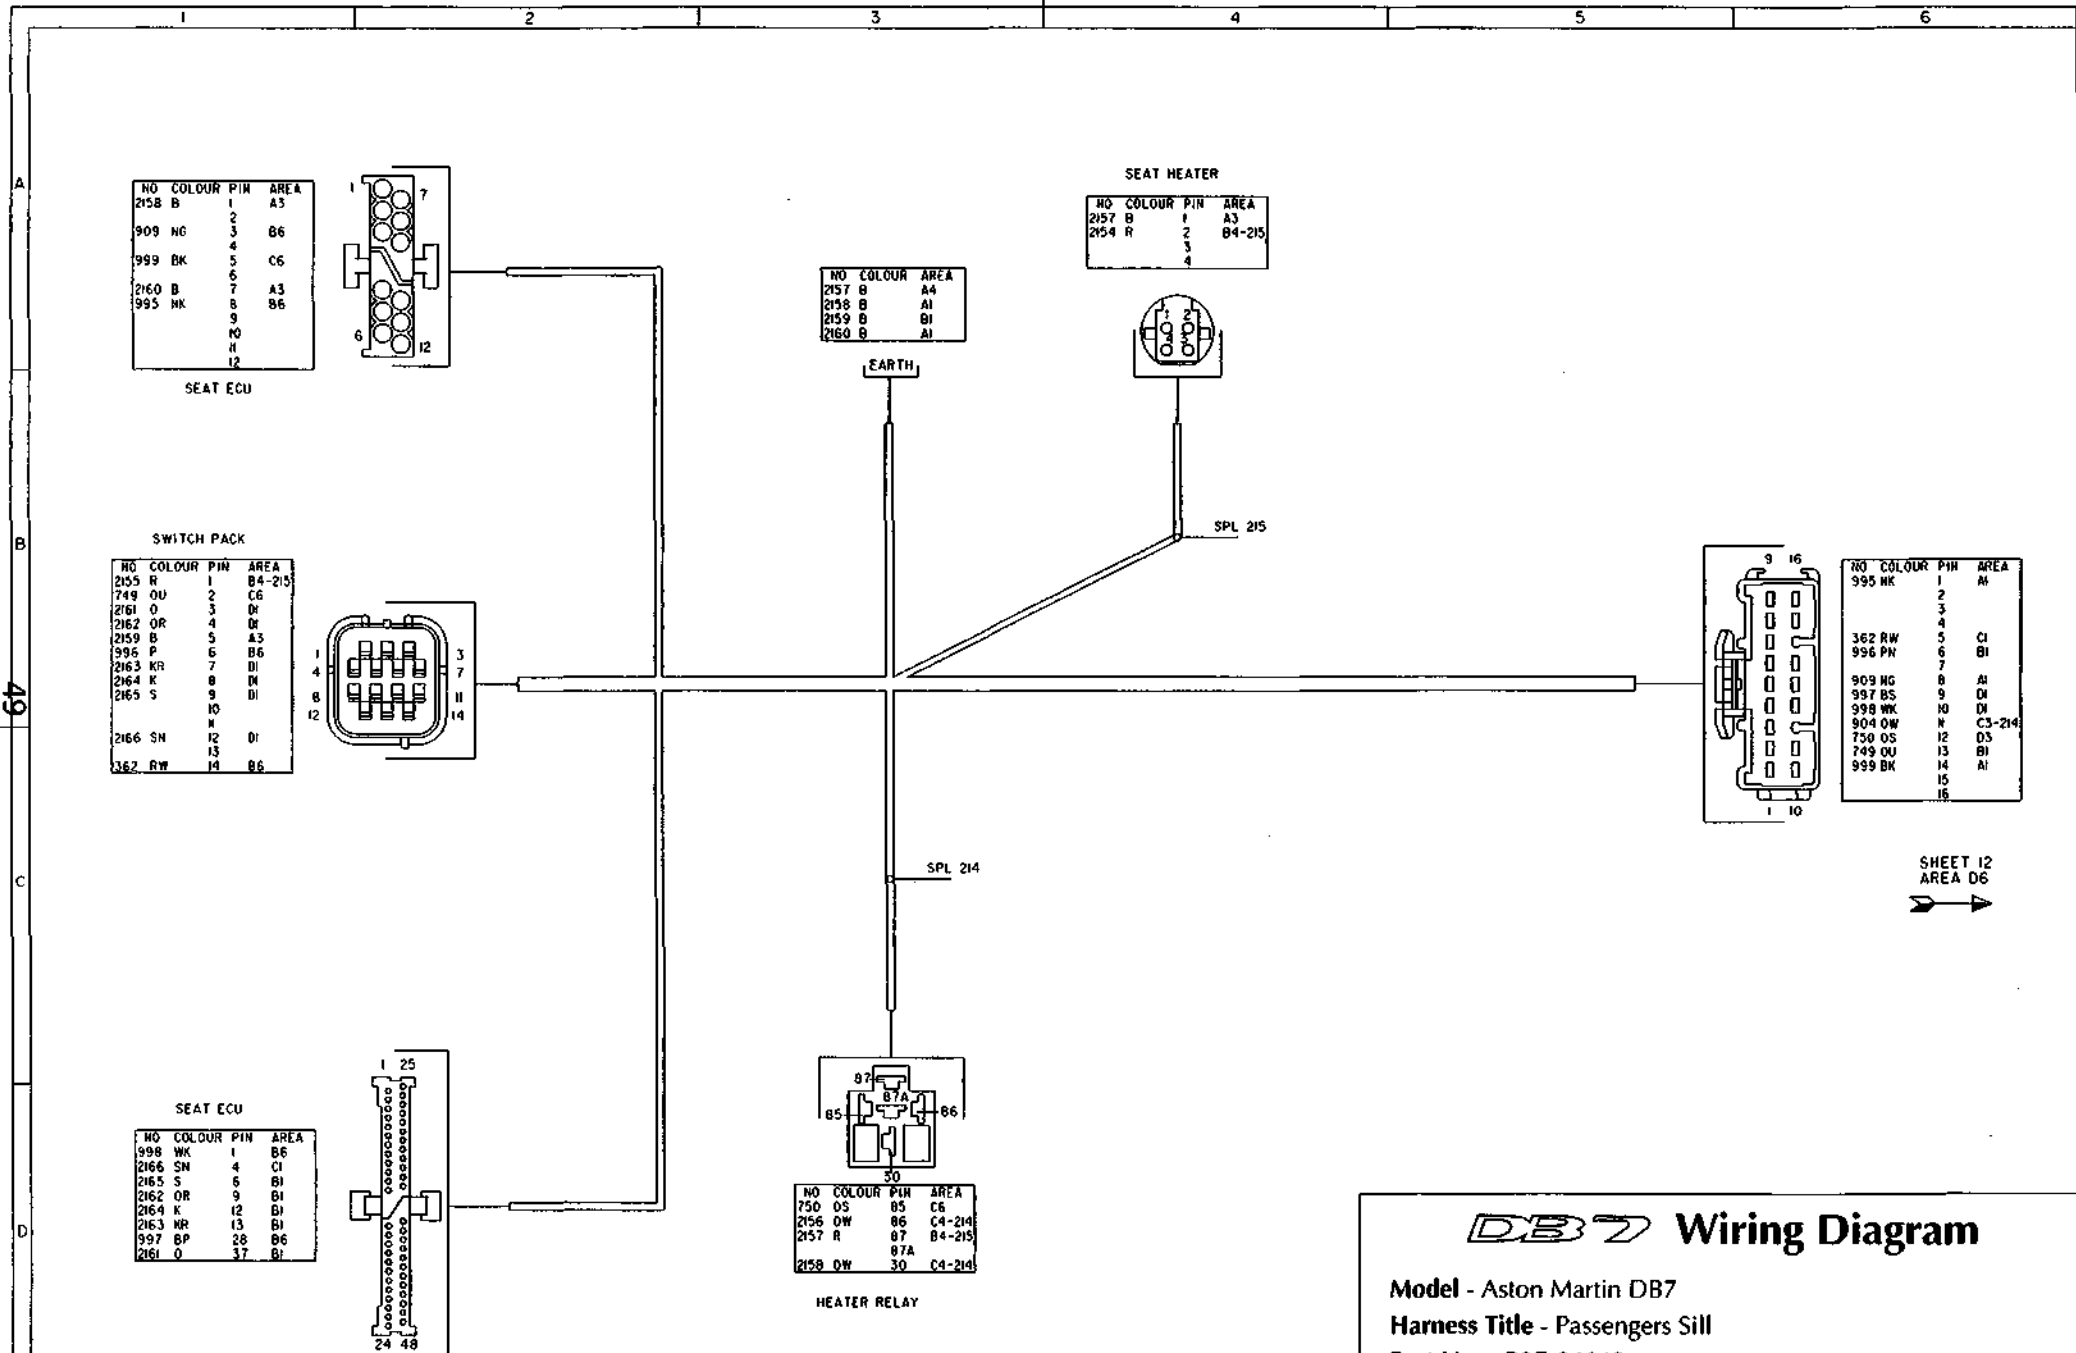 1 2 3 4 5 6
A
B
C
D
49
NO COLOUR PIN AREA
2158 B 1 A3
2
909 NG 3 B6
4
999 BK 5 C6
6
2160 B 7 A3
995 NK 8 B6
9
10
11
12
SEAT ECU
1
7
6
12
NO COLOUR AREA
2157 B A4
2158 B A1
2159 B B1
2160 B A1
EARTH
SEAT HEATER
NO COLOUR PIN AREA
2157 B 1 A3
2154 R 2 B4-215
3
4
1 2
4 3
SPL 215
SWITCH PACK
NO COLOUR PIN AREA
2155 R 1 B4-215
749 OU 2 C6
2161 O 3 D1
2162 OR 4 D1
2159 B 5 A3
996 P 6 B6
2163 KR 7 D1
2164 K 8 D1
2165 S 9 D1
10
11
2166 SN 12 D1
13
362 RW 14 B6
1 3
4 7
8 11
12 14
9 16
1 10
NO COLOUR PIN AREA
995 NK 1 A1
2
3
4
362 RW 5 C1
996 PN 6 B1
7
909 NG 8 A1
997 BS 9 D1
998 WK 10 D1
904 OW 11 C3-214
750 OS 12 D3
749 OU 13 B1
999 BK 14 A1
15
16
SHEET 12
AREA D6
SPL 214
1 25
24 48
SEAT ECU
NO COLOUR PIN AREA
998 WK 1 B6
2166 SN 4 C1
2165 S 6 B1
2162 OR 9 B1
2164 K 12 B1
2163 KR 13 B1
997 BP 28 B6
2161 O 37 B1
87
87A
85 86
30
NO COLOUR PIN AREA
750 OS 85 C6
2156 OW 86 C4-214
2157 R 87 B4-215
87A
2158 OW 30 C4-214
HEATER RELAY
DB7 Wiring Diagram
Model - Aston Martin DB7
Harness Title - Passengers Sill